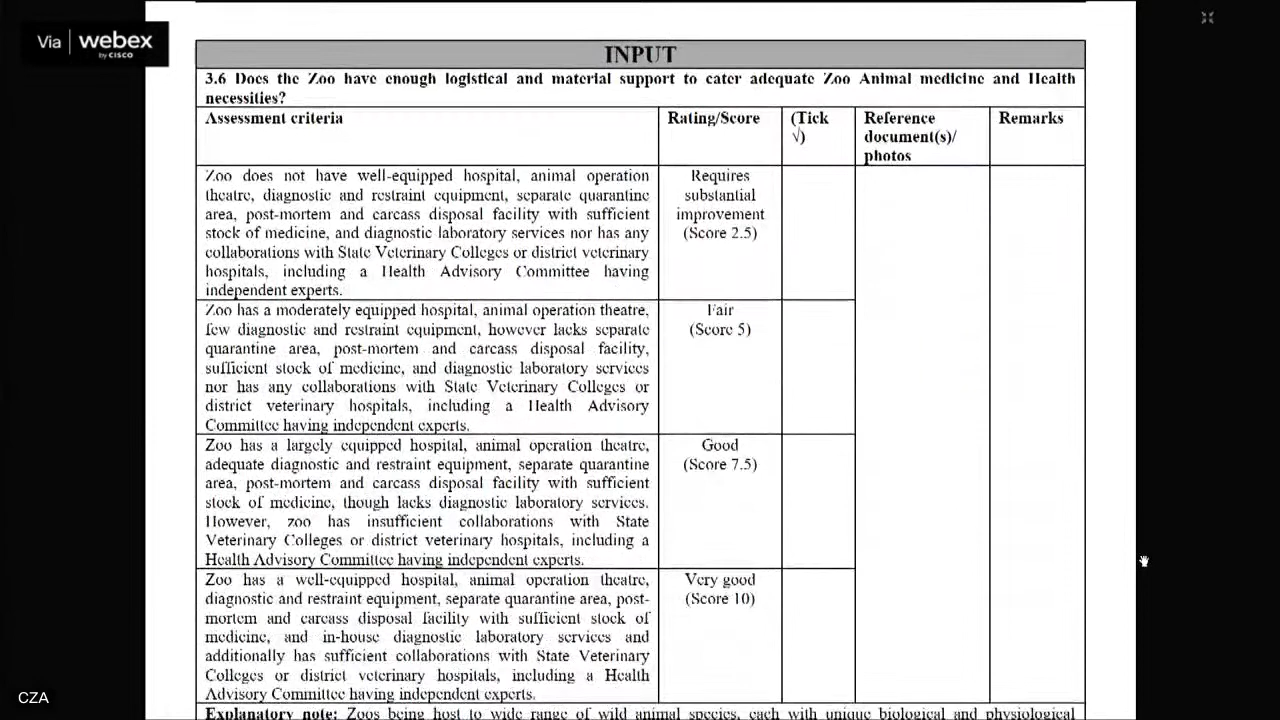 Via webex
by CISCO
INPUT
3.6 Does the Zoo have enough logistical and material support to cater adequate Zoo Animal medicine and Health
necessities?
Assessment criteria
Rating/Score
(Tick
√)
Reference
document(s)/
photos
Remarks
Zoo does not have well-equipped hospital, animal operation
theatre, diagnostic and restraint equipment, separate quarantine
area, post-mortem and carcass disposal facility with sufficient
stock of medicine, and diagnostic laboratory services nor has any
collaborations with State Veterinary Colleges or district veterinary
hospitals, including a Health Advisory Committee having
independent experts.
Requires
substantial
improvement
(Score 2.5)
Zoo has a moderately equipped hospital, animal operation theatre,
few diagnostic and restraint equipment, however lacks separate
quarantine area, post-mortem and carcass disposal facility,
sufficient stock of medicine, and diagnostic laboratory services
nor has any collaborations with State Veterinary Colleges or
district veterinary hospitals, including a Health Advisory
Committee having independent experts.
Fair
(Score 5)
Zoo has a largely equipped hospital, animal operation theatre,
adequate diagnostic and restraint equipment, separate quarantine
area, post-mortem and carcass disposal facility with sufficient
stock of medicine, though lacks diagnostic laboratory services.
However, zoo has insufficient collaborations with State
Veterinary Colleges or district veterinary hospitals, including a
Health Advisory Committee having independent experts.
Good
(Score 7.5)
Zoo has a well-equipped hospital, animal operation theatre,
diagnostic and restraint equipment, separate quarantine area, post-
mortem and carcass disposal facility with sufficient stock of
medicine, and in-house diagnostic laboratory services and
additionally has sufficient collaborations with State Veterinary
Colleges or district veterinary hospitals, including a Health
Advisory Committee having independent experts.
Very good
(Score 10)
Explanatory note: Zoos being host to wide range of wild animal species, each with unique biological and physiological
CZA